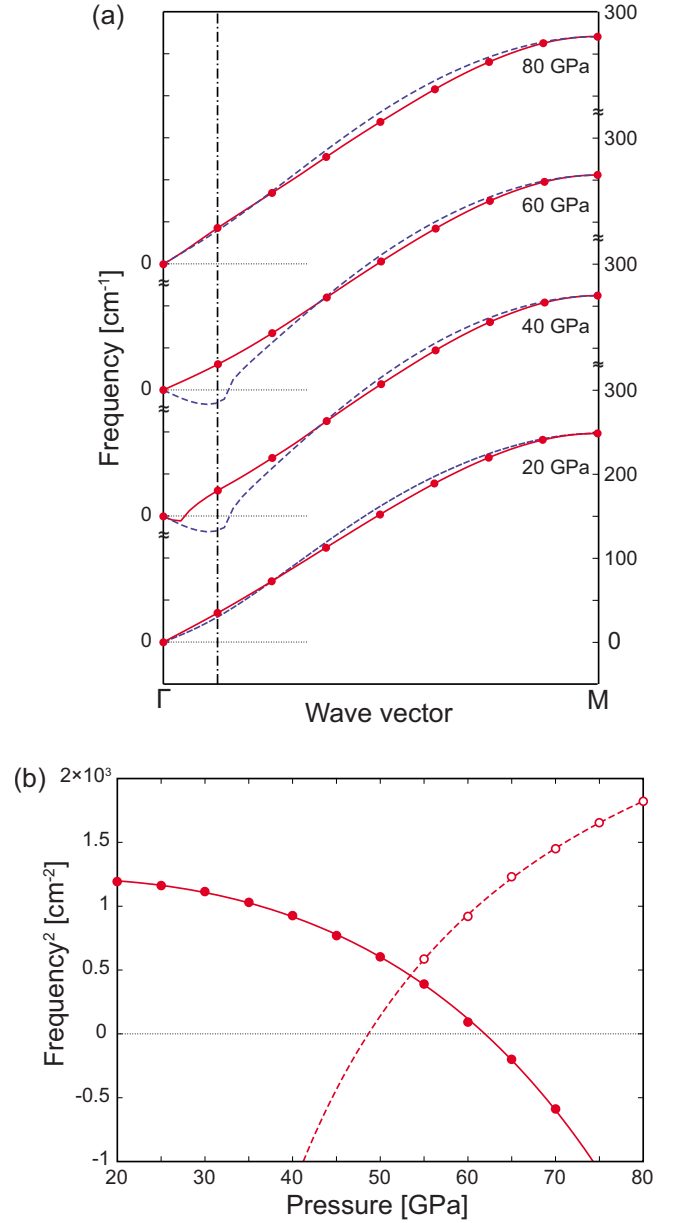 (a)
300
80 GPa
≈
300
60 GPa
0
≈
≈
300
Frequency [cm⁻¹]
40 GPa
≈
0
300
≈
20 GPa
200
0
≈
100
0
0
Γ
M
Wave vector
(b)
2×10³
1.5
1
0.5
0
-0.5
-1
Frequency² [cm⁻²]
20 30 40 50 60 70 80
Pressure [GPa]